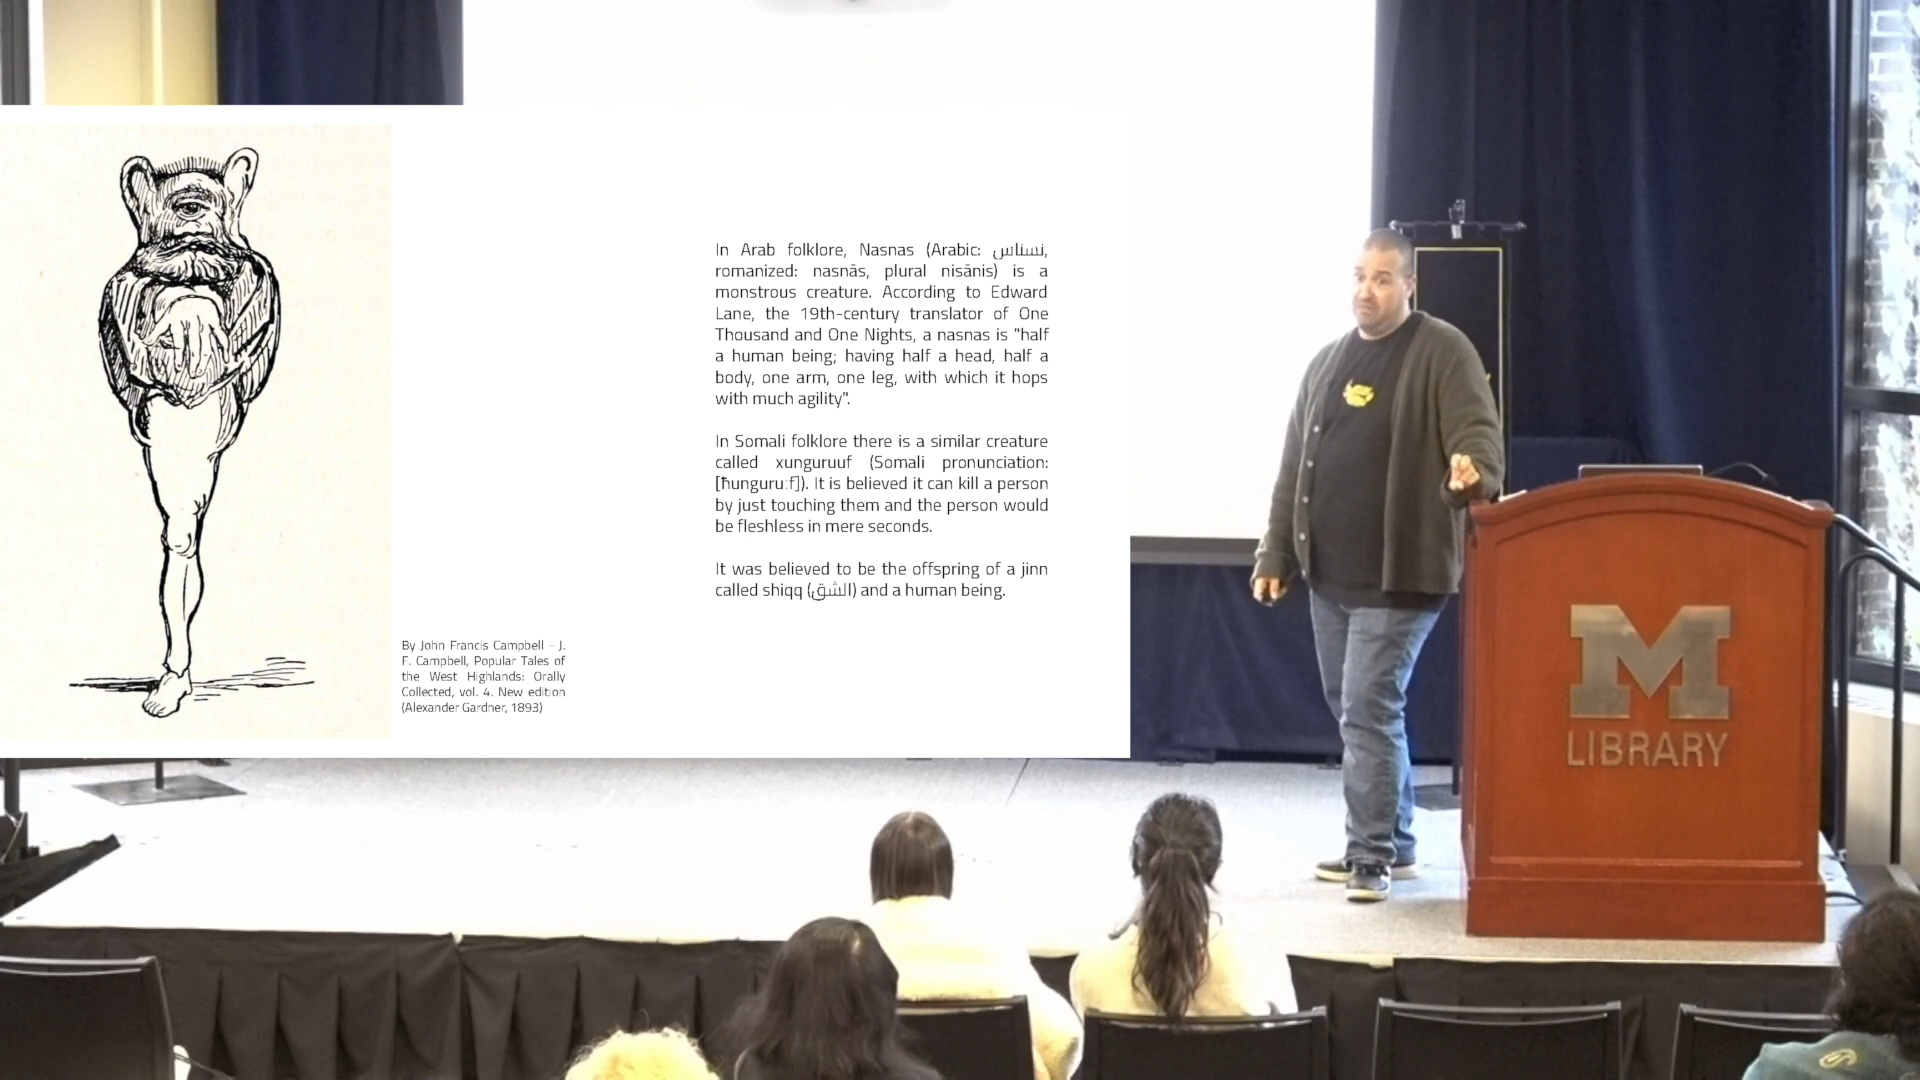 In Arab folklore, Nasnas (Arabic: نسناس,
romanized: nasnās, plural nisānis) is a
monstrous creature. According to Edward
Lane, the 19th-century translator of One
Thousand and One Nights, a nasnas is "half
a human being; having half a head, half a
body, one arm, one leg, with which it hops
with much agility".
In Somali folklore there is a similar creature
called xunguruuf (Somali pronunciation:
[ħunguruːf]). It is believed it can kill a person
by just touching them and the person would
be fleshless in mere seconds.
It was believed to be the offspring of a jinn
called shiqq (الشق) and a human being.
By John Francis Campbell - J.
F. Campbell, Popular Tales of
the West Highlands: Orally
Collected, vol. 4. New edition
(Alexander Gardner, 1893)
M
LIBRARY